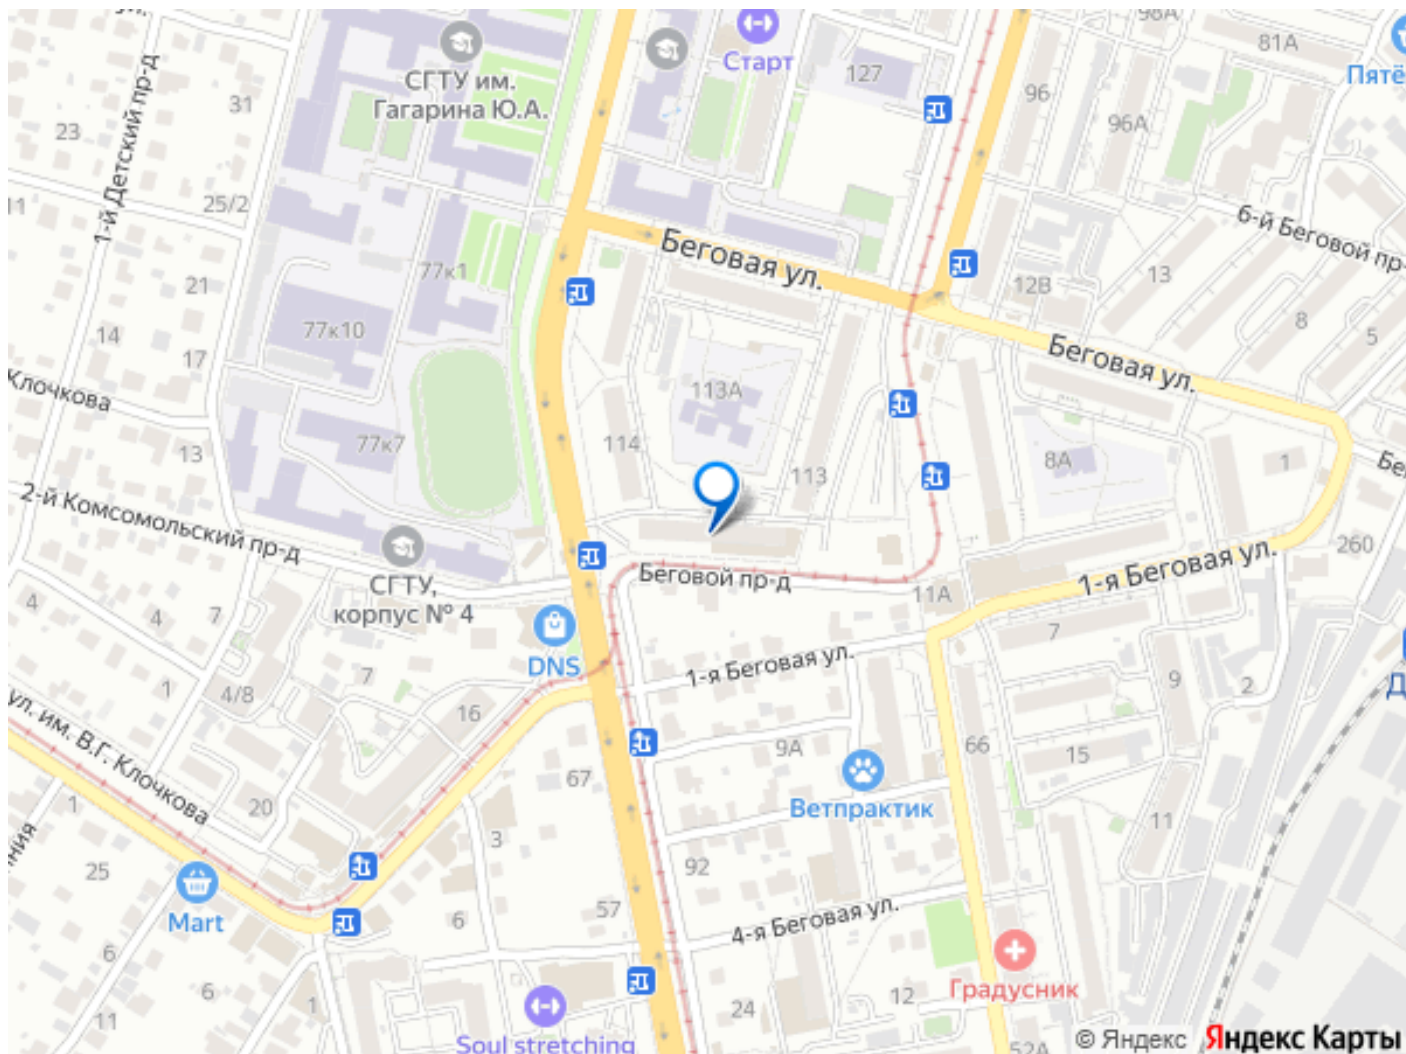 98А
81А
Старт
127
СГТУ им.
Гагарина Ю.А.
Пятё
96
96А
31
23
1-й Детский пр-д
11
25/2
6-й Беговой пр-
Беговая ул.
77к1
13
12В
21
77к10
8
5
14
17
Беговая ул.
Клочкова
113А
114
77к7
13
113
8А
1
2-й Комсомольский пр-д
260
СГТУ,
корпус № 4
Беговой пр-д
11А
1-я Беговая ул.
4
4
7
7
DNS
1-я Беговая ул.
7
1
4/8
9
2
16
9А
66
15
ул. им. В.Г. Клочкова
67
20
Ветпрактик
1
3
11
25
92
Mart
57
6
4-я Беговая ул.
6
6
1
Градусник
12
24
11
Soul stretching
52А
© Яндекс Яндекс Карты